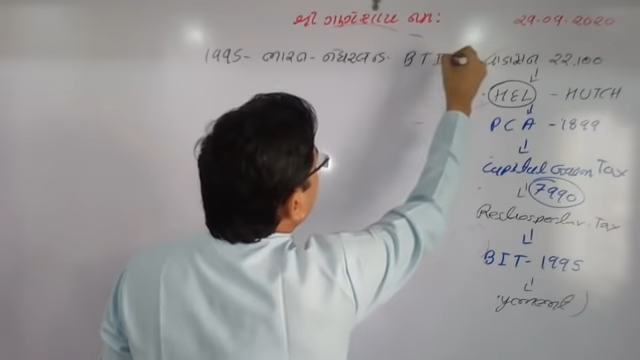 શ્રી ગણેશાય નમ:
29.09.2020
1995- ભારત - નેધરલેન્ડ BTI
22,100
HEL - HUTCH
PCA - 1899
Capital Gain Tax
7990
Tax
BIT - 1995